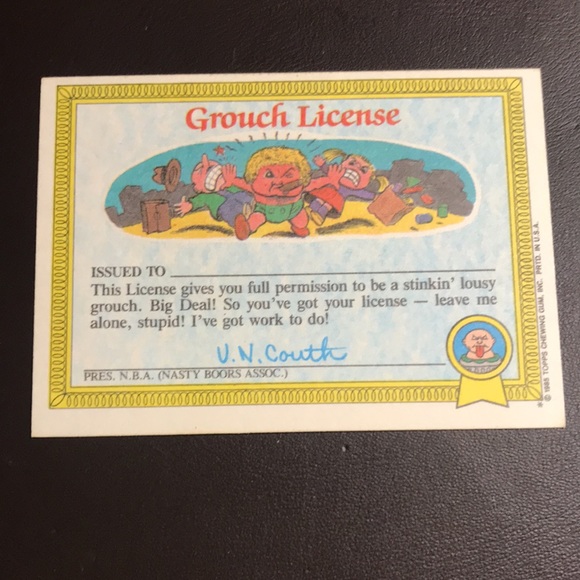 Grouch License
ISSUED TO
This License gives you full permission to be a stinkin' lousy
grouch. Big Deal! So you've got your license — leave me
alone, stupid! I've got work to do!
V.N. Couth
PRES. N.B.A. (NASTY BOORS ASSOC.)
* © 1985 TOPPS CHEWING GUM, INC. PRTD. IN U.S.A.